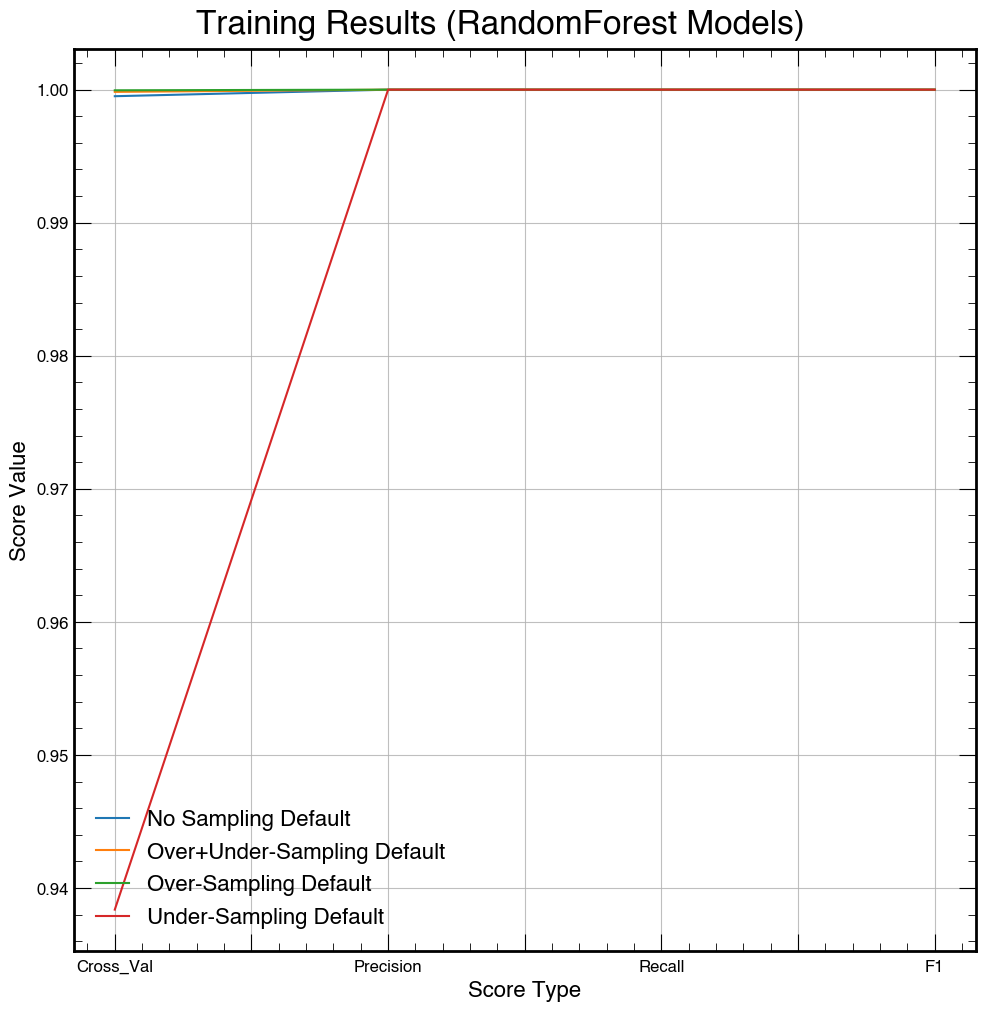 Training Results (RandomForest Models)
1.00
0.99
0.98
0.97
0.96
0.95
0.94
Score Value
No Sampling Default
Over+Under-Sampling Default
Over-Sampling Default
Under-Sampling Default
Cross_Val Precision Recall F1
Score Type